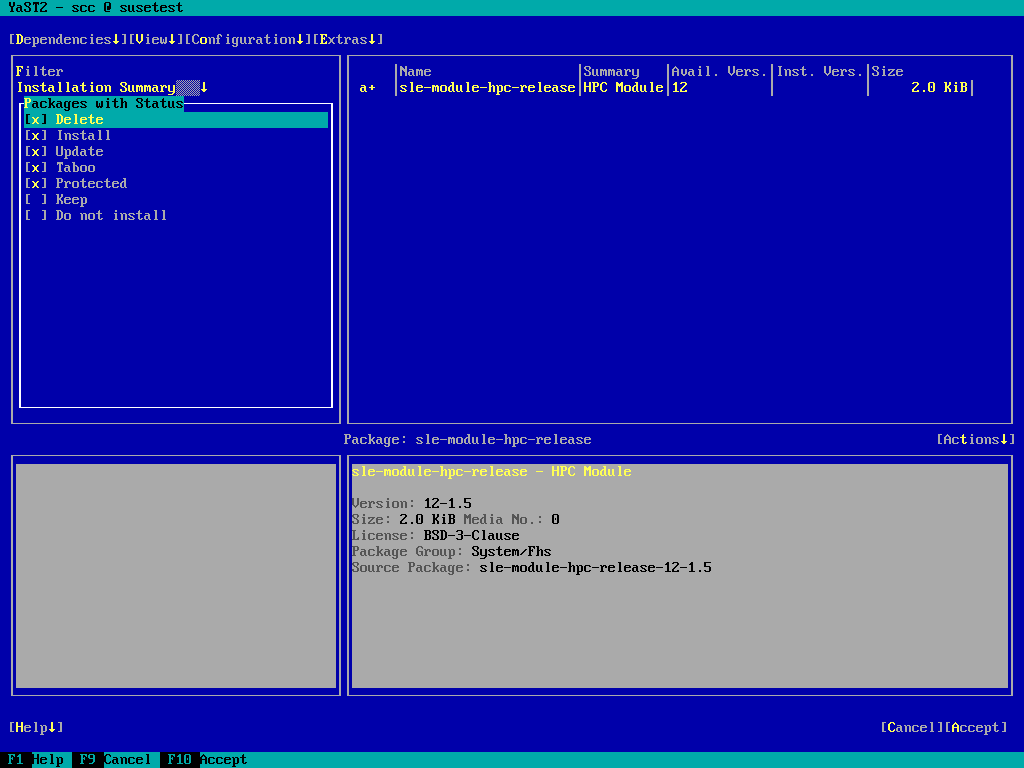 YaST2 - scc @ susetest
[Dependencies↓][View↓][Configuration↓][Extras↓]
Filter
Installation Summary ↓
Packages with Status
[x] Delete
[x] Install
[x] Update
[x] Taboo
[x] Protected
[ ] Keep
[ ] Do not install
|Name |Summary |Avail. Vers.|Inst. Vers.|Size
a+ |sle-module-hpc-release|HPC Module|12 | | 2.0 KiB|
Package: sle-module-hpc-release [Actions↓]
sle-module-hpc-release - HPC Module
Version: 12-1.5
Size: 2.0 KiB Media No.: 0
License: BSD-3-Clause
Package Group: System/Fhs
Source Package: sle-module-hpc-release-12-1.5
[Help↓] [Cancel][Accept]
F1 Help F9 Cancel F10 Accept